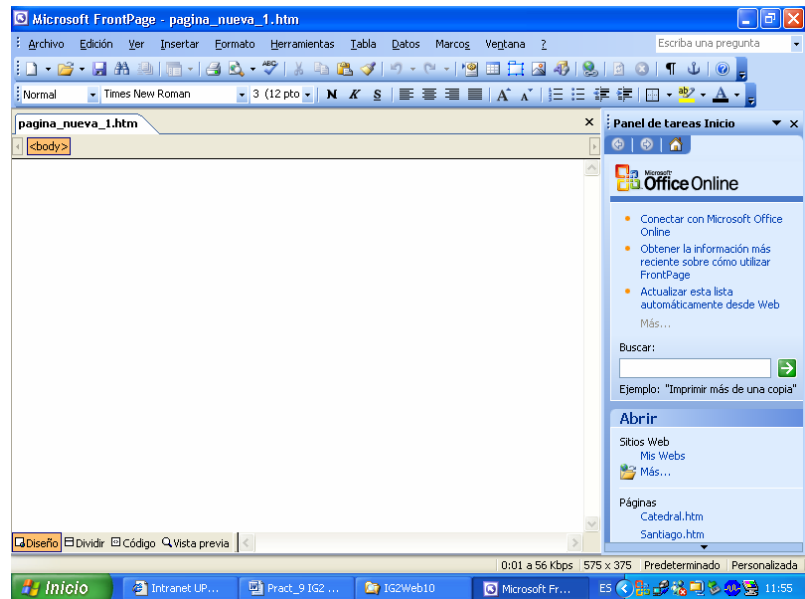 Microsoft FrontPage - pagina_nueva_1.htm
Archivo Edición Ver Insertar Formato Herramientas Tabla Datos Marcos Ventana ? Escriba una pregunta
Normal Times New Roman 3 (12 pto N K S A A A
pagina_nueva_1.htm
<body>
Panel de tareas Inicio
Microsoft
Office Online
Conectar con Microsoft Office
Online
Obtener la información más
reciente sobre cómo utilizar
FrontPage
Actualizar esta lista
automáticamente desde Web
Más...
Buscar:
Ejemplo: "Imprimir más de una copia"
Abrir
Sitios Web
Mis Webs
Más...
Páginas
Catedral.htm
Santiago.htm
Diseño Dividir Código Vista previa
0:01 a 56 Kbps 575 x 375 Predeterminado Personalizada
Inicio Intranet UP... Pract_9 IG2 ... IG2Web10 Microsoft Fr... ES 11:55